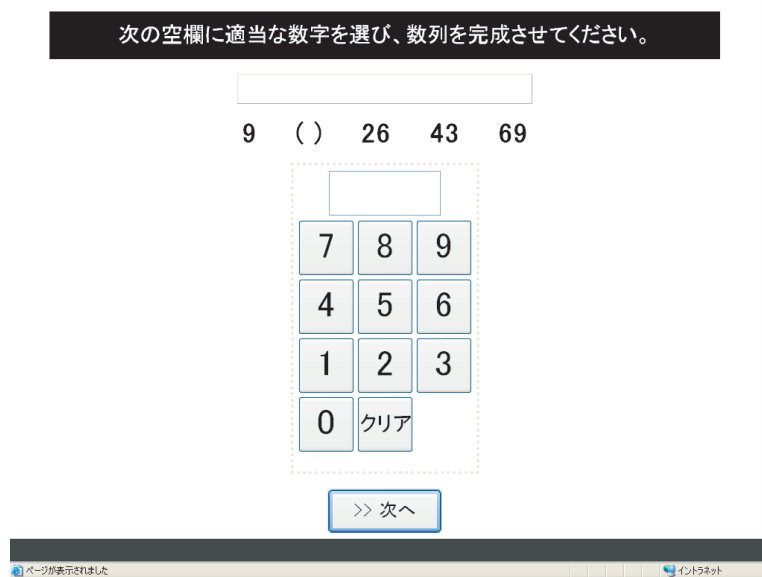 次の空欄に適当な数字を選び、数列を完成させてください。
9 ( ) 26 43 69
7 8 9
4 5 6
1 2 3
0 クリア
>> 次へ
ページが表示されました イントラネット